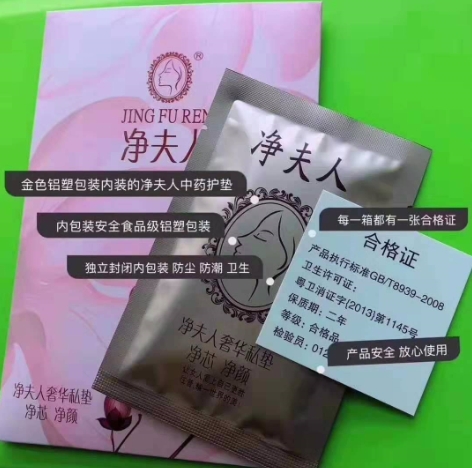 ®
JING FU REN
净夫人
净夫人
金色铝塑包装内装的净夫人中药护垫
内包装安全食品级铝塑包装
独立封闭内包装 防尘 防潮 卫生
每一箱都有一张合格证
合格证
产品执行标准GB/T8939-2008
卫生许可证：
粤卫消证字(2013)第1145号
保质期：二年
等级：合格品
检验员：012
产品安全 放心使用
净夫人奢华私垫
净芯 净颜
净夫人奢华私垫
净芯 净颜